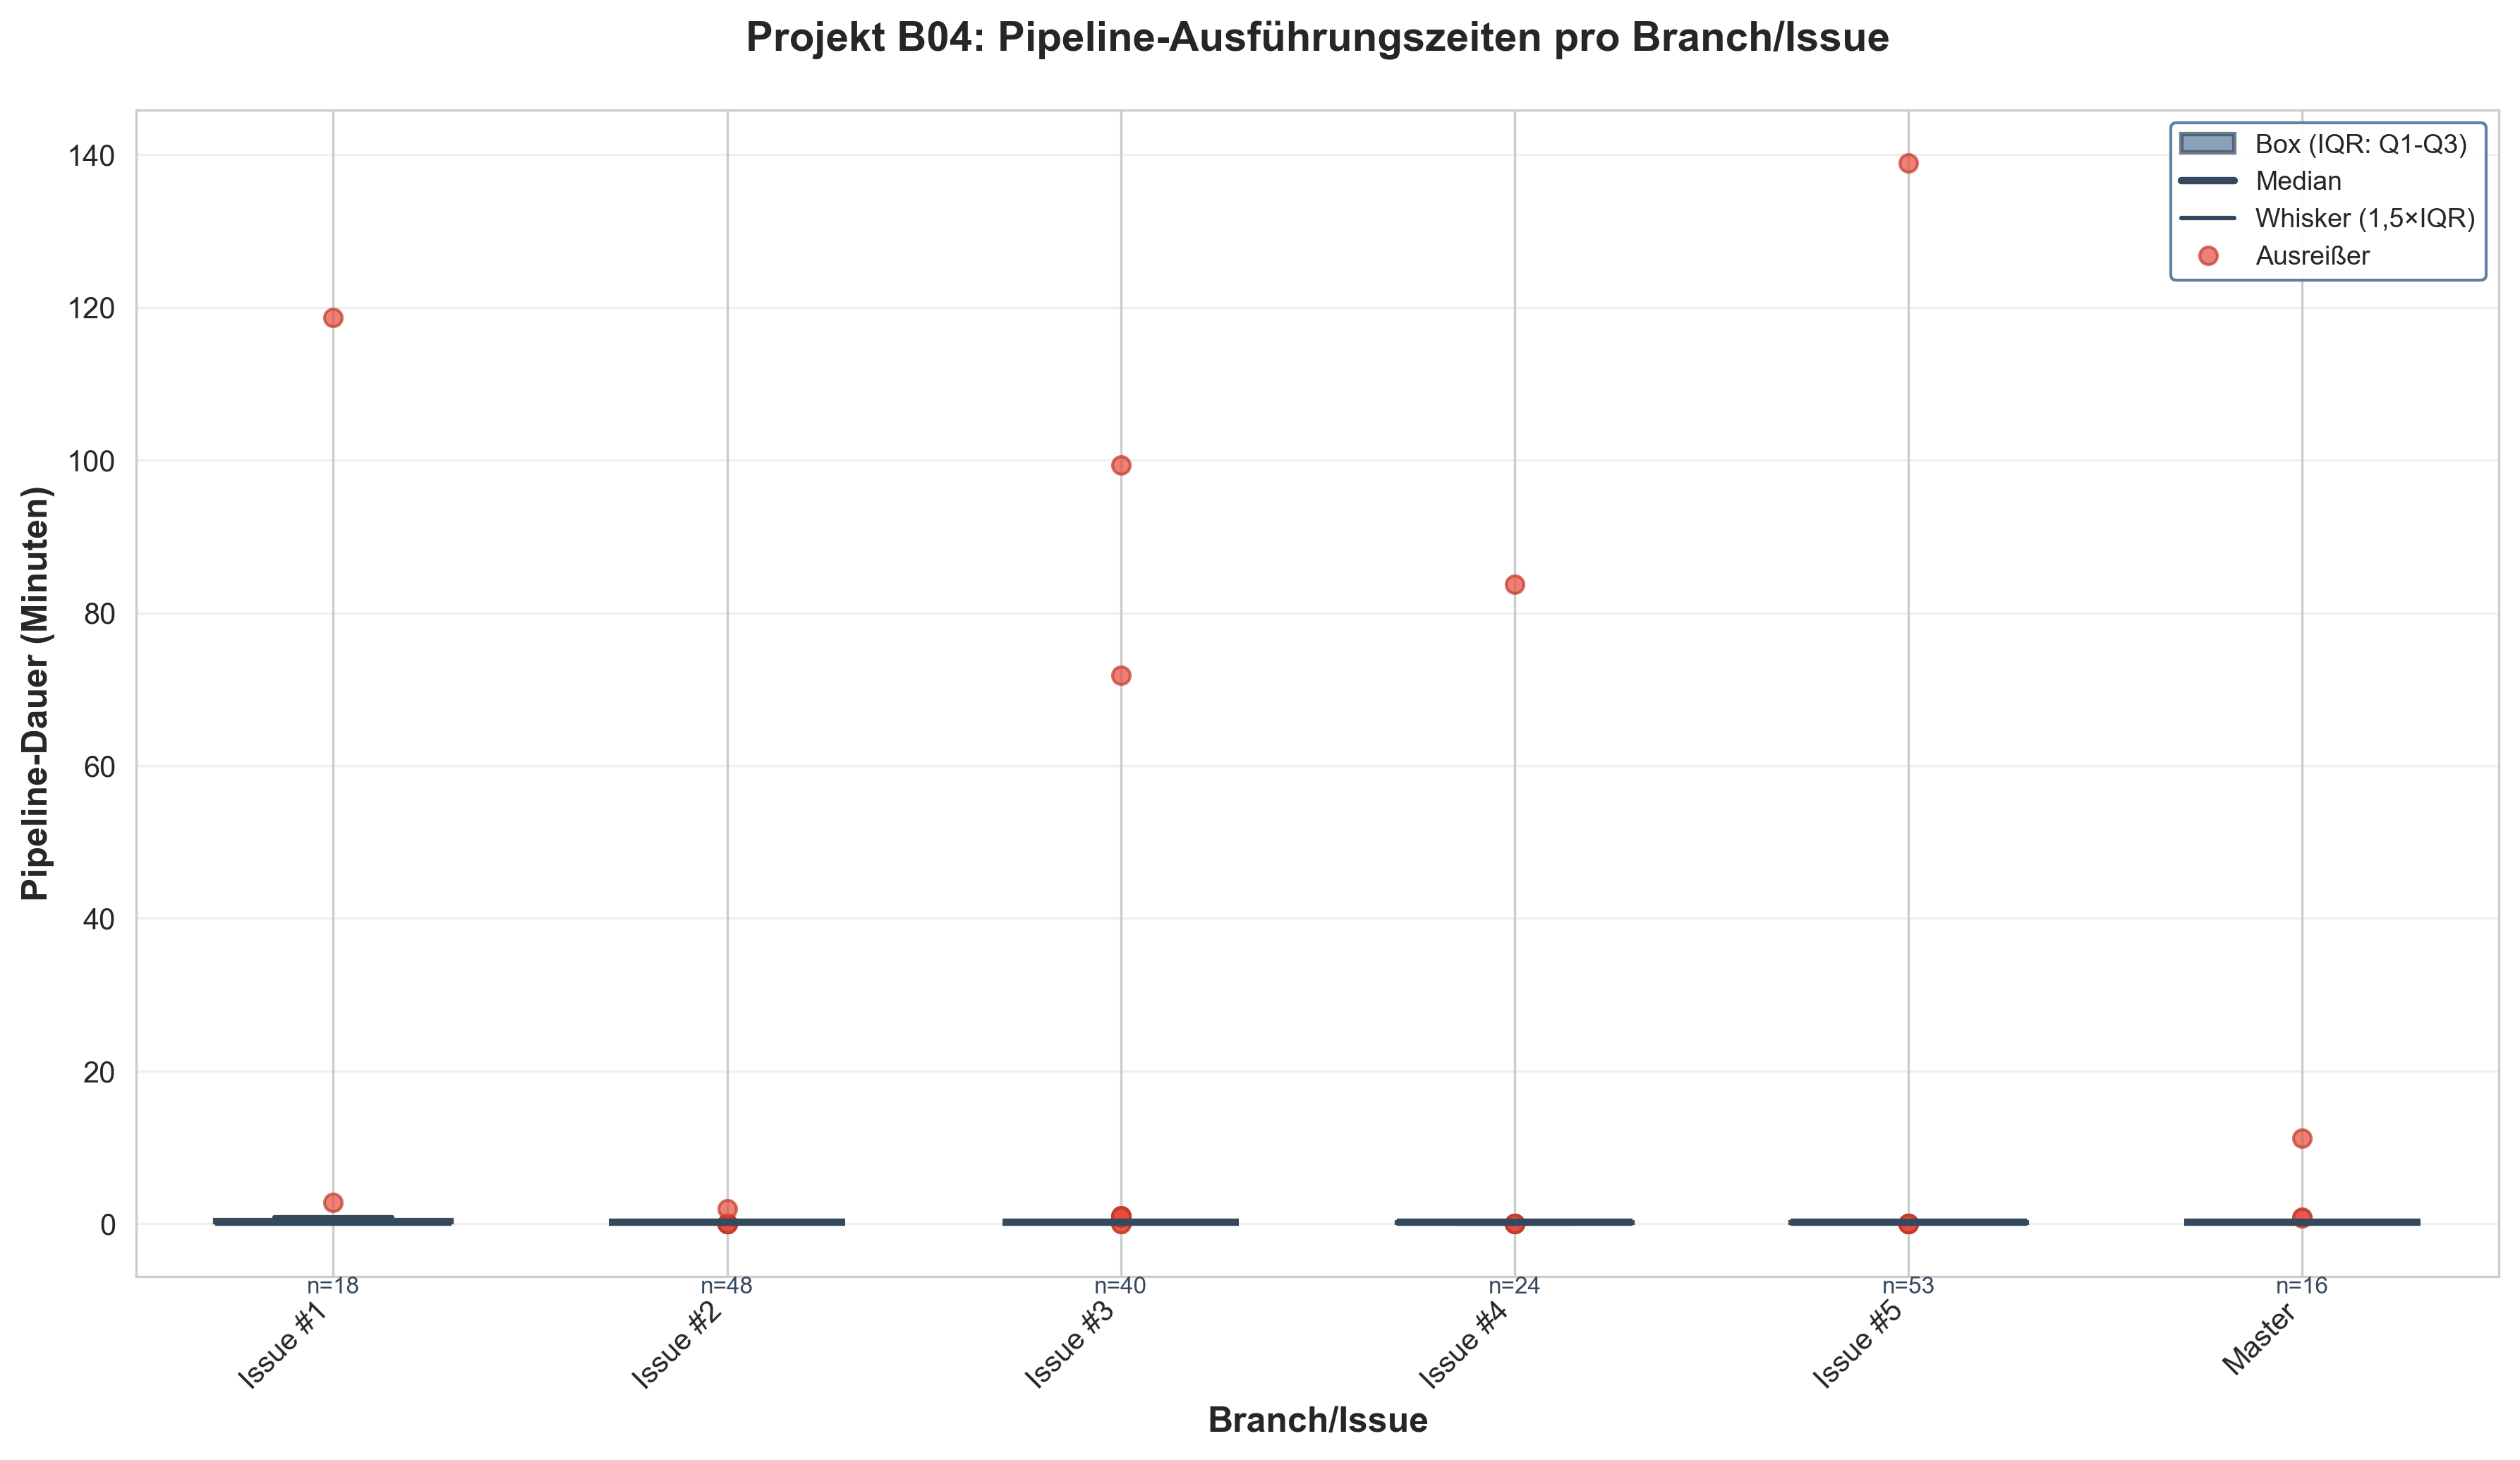 Projekt B04: Pipeline-Ausführungszeiten pro Branch/Issue
Box (IQR: Q1-Q3)
Median
Whisker (1,5×IQR)
Ausreißer
Pipeline-Dauer (Minuten)
140
120
100
80
60
40
20
0
n=18
n=48
n=40
n=24
n=53
n=16
Issue #1
Issue #2
Issue #3
Issue #4
Issue #5
Master
Branch/Issue